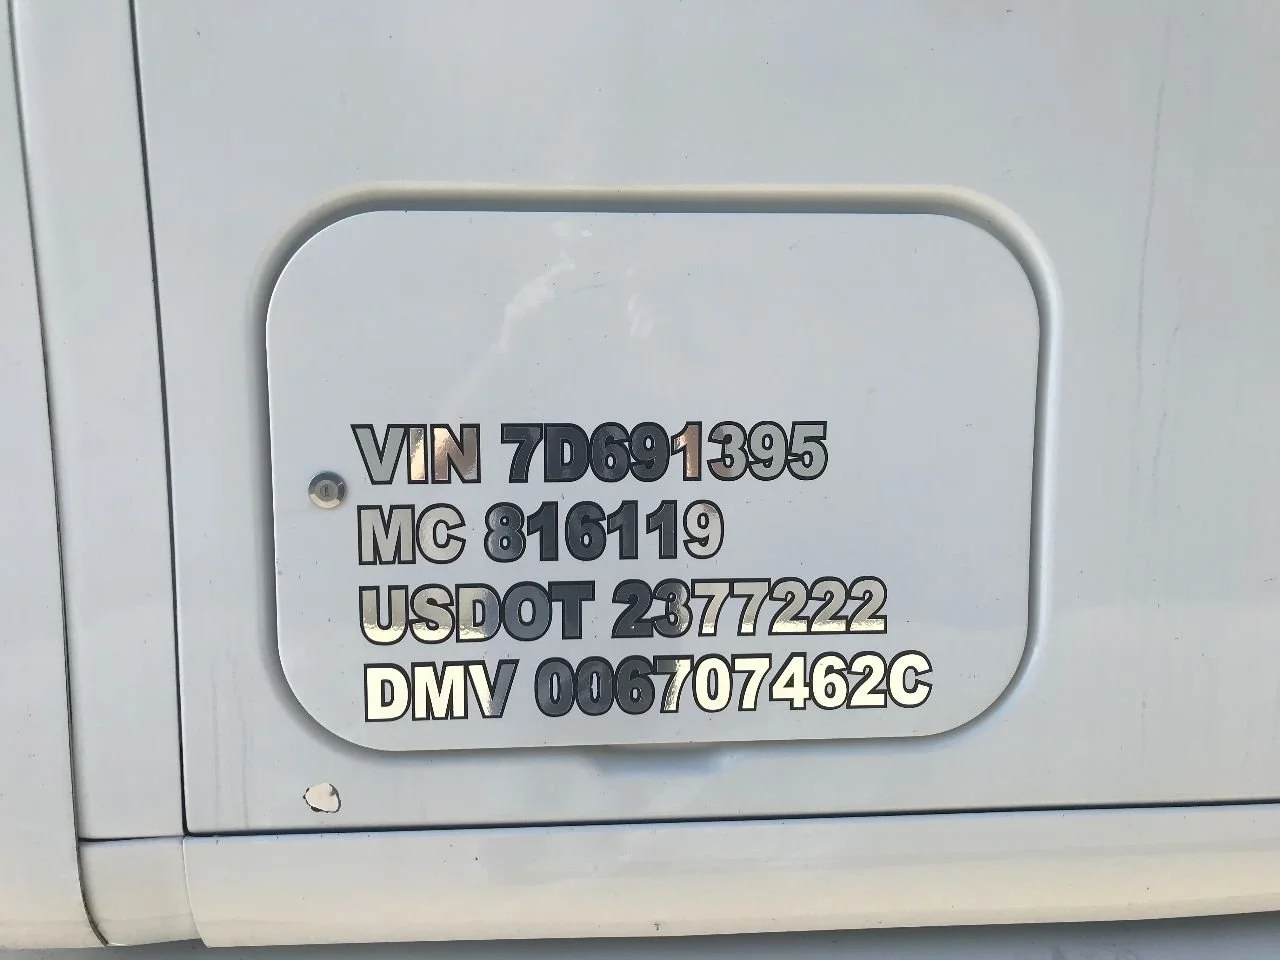 VIN 7D691395
MC 816119
USDOT 2377222
DMV 006707462C